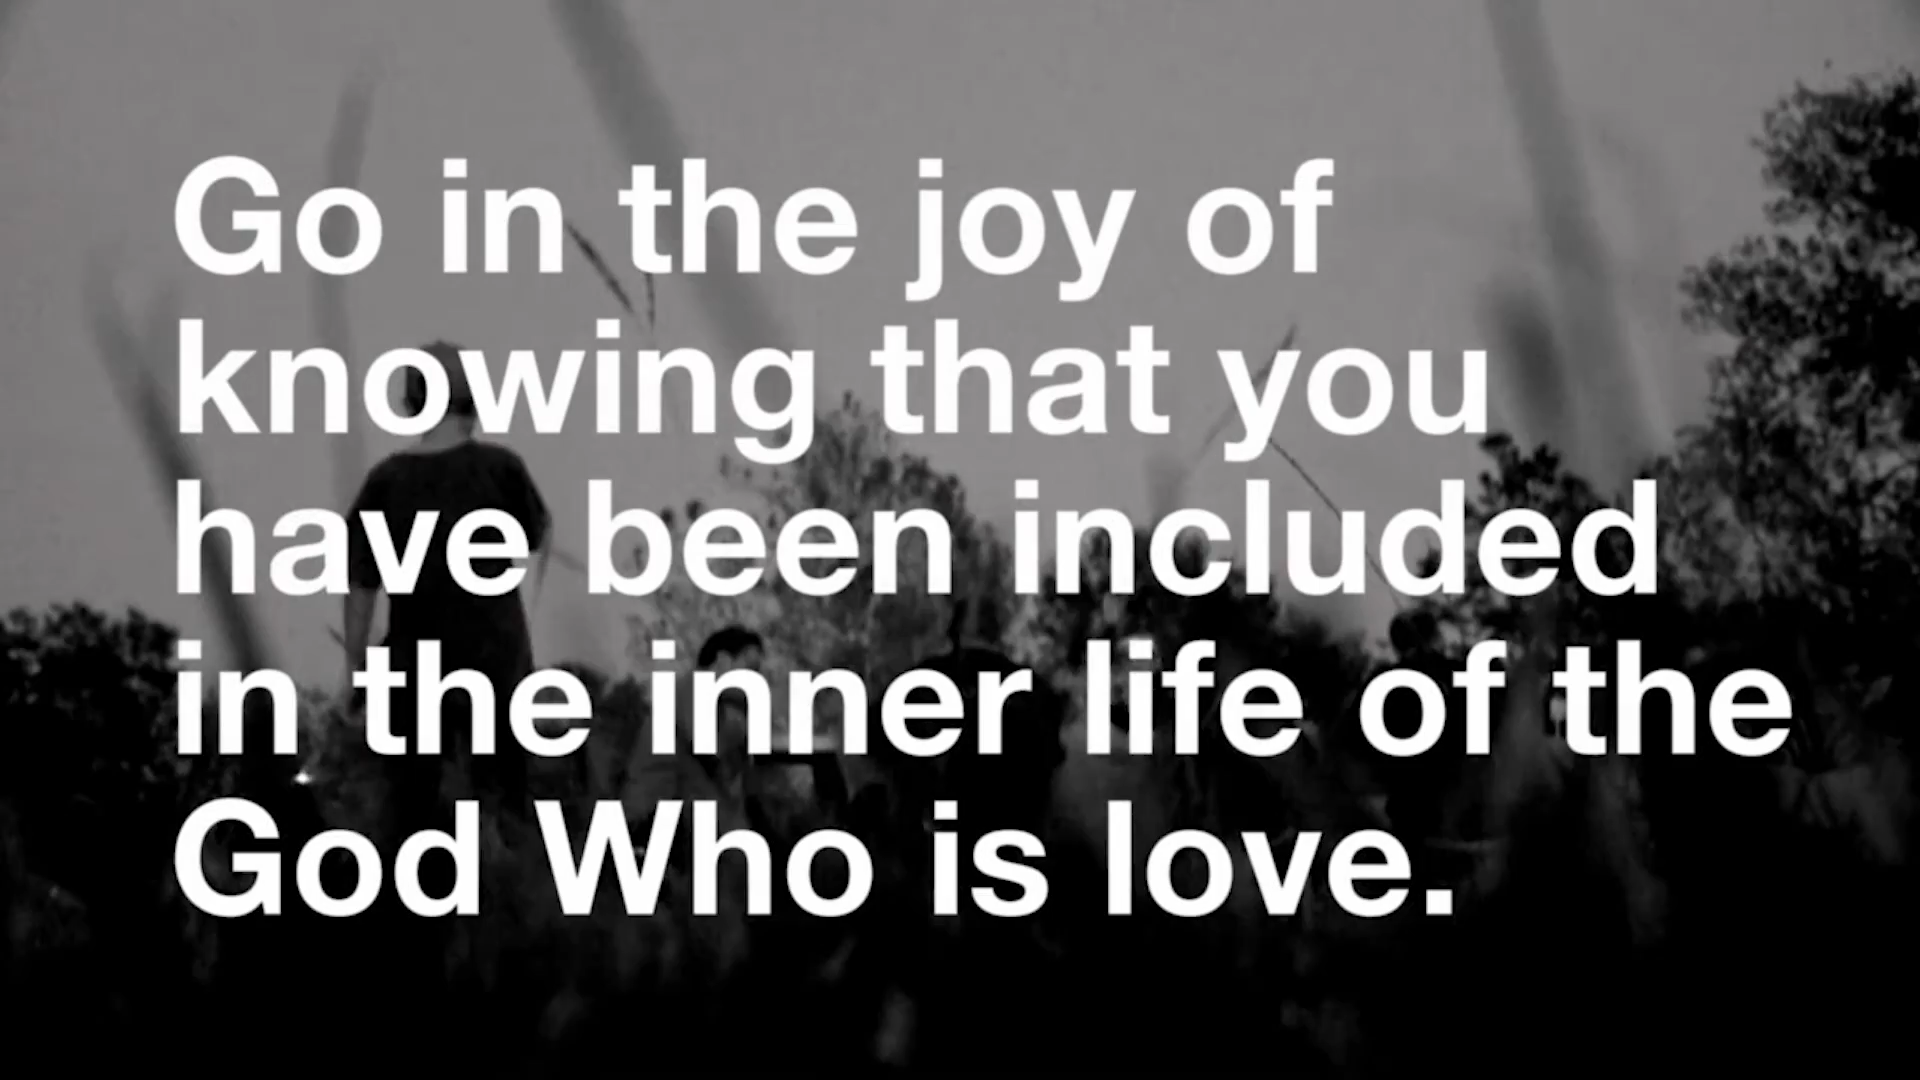 Go in the joy of
knowing that you
have been included
in the inner life of the
God Who is love.